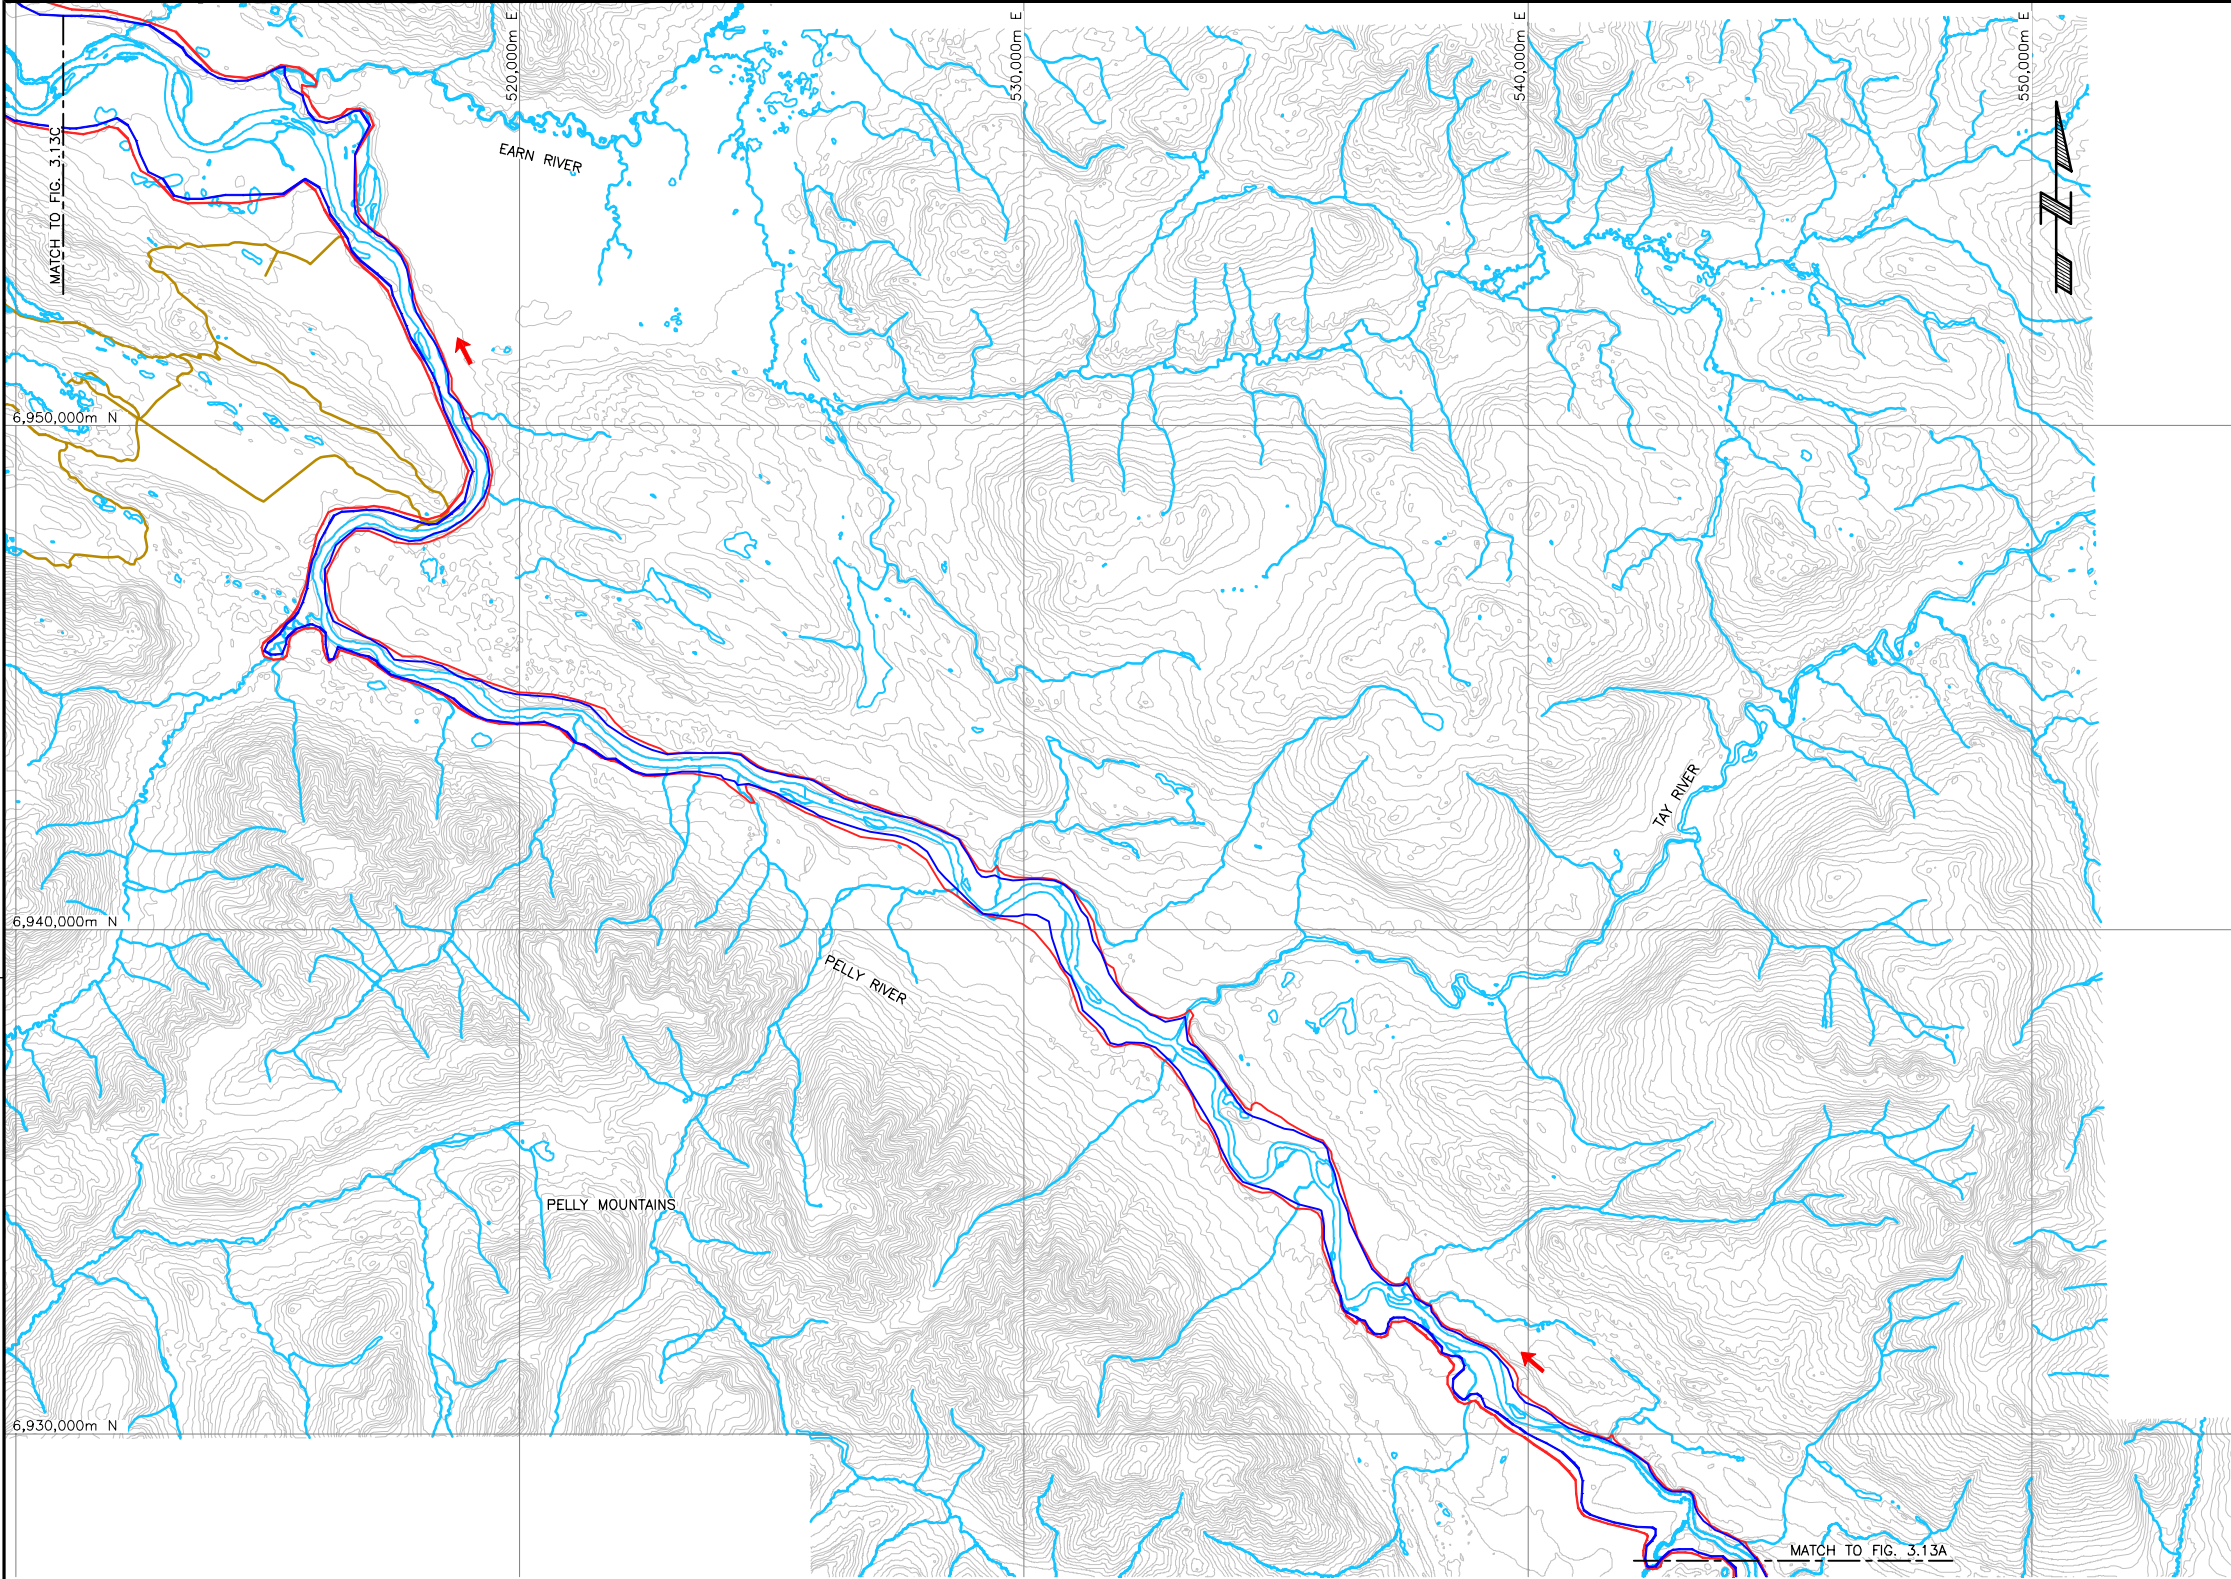 520,000m E
530,000m E
540,000m E
550,000m E
MATCH TO FIG. 3.13C
EARN RIVER
N
6,950,000m N
TAY RIVER
6,940,000m N
PELLY RIVER
PELLY MOUNTAINS
6,930,000m N
MATCH TO FIG. 3.13A